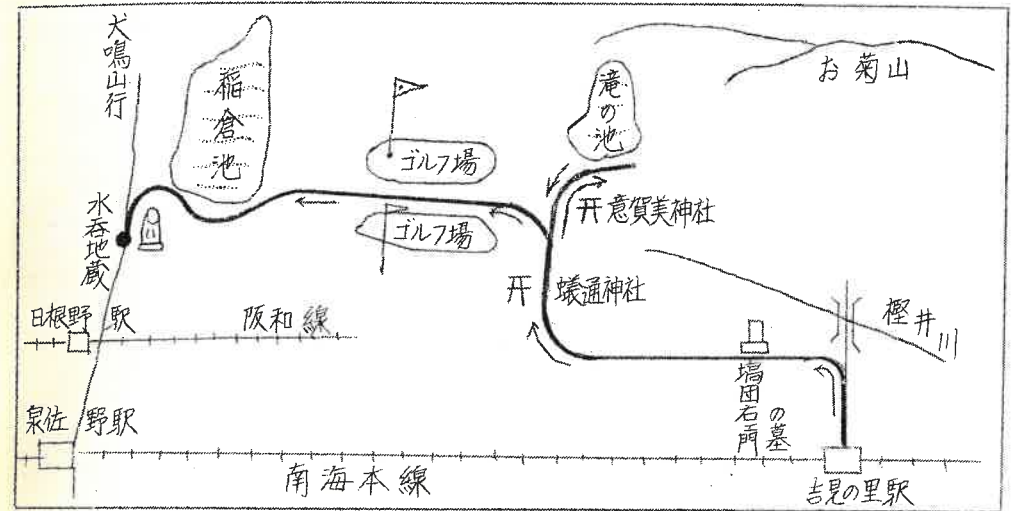 犬鳴山行
稲倉池
ゴルフ場
ゴルフ場
滝の池
お菊山
意賀美神社
水呑地蔵
蟻通神社
樫井川
日根野駅
阪和線
塙団右ヱ門の墓
泉佐野駅
南海本線
吉見の里駅